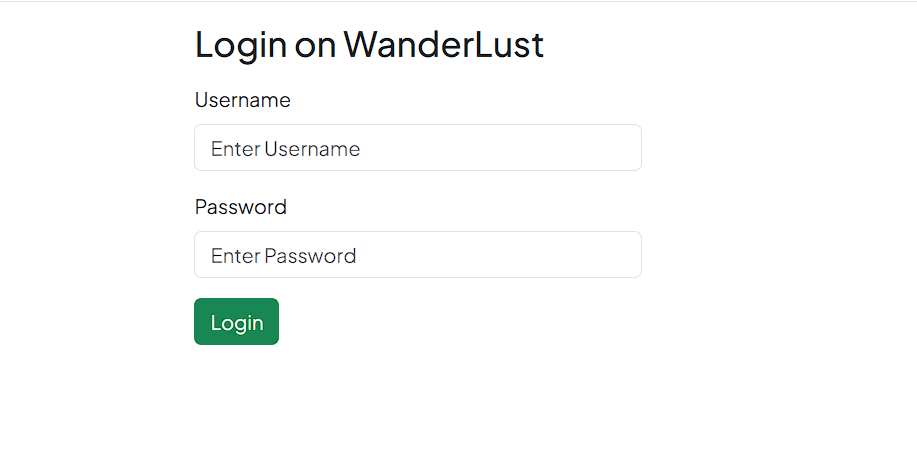 Login on WanderLust
Username
Enter Username
Password
Enter Password
Login